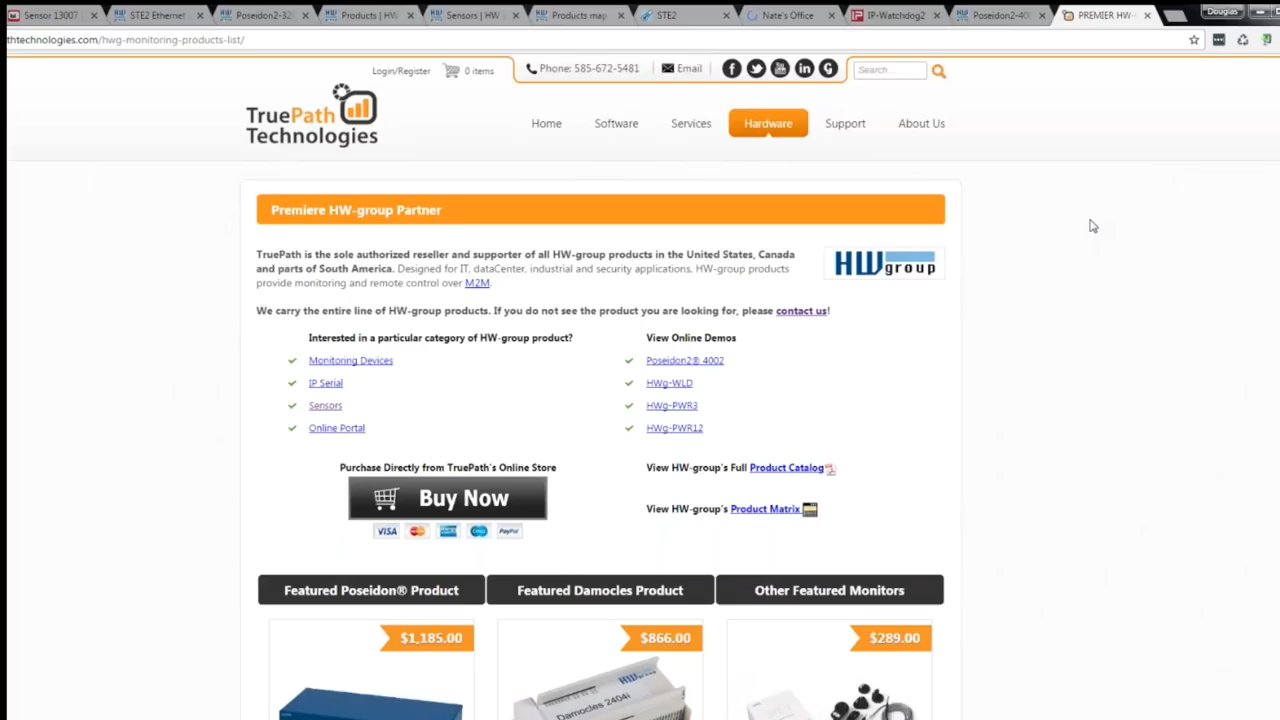 Sensor 13007
STE2 Ethernet
Poseidon2-32
Products | HW
Sensors | HW
Products map
STE2
Nate's Office
IP-Watchdog2
Poseidon2-40
PREMIER HW-
Douglas
thtechnologies.com/hwg-monitoring-products-list/
Login/Register
0 items
Phone: 585-672-5481
Email
Search...
TruePath
Technologies
Home
Software
Services
Hardware
Support
About Us
Premiere HW-group Partner
TruePath is the sole authorized reseller and supporter of all HW-group products in the United States, Canada
and parts of South America. Designed for IT, dataCenter, industrial and security applications, HW-group products
provide monitoring and remote control over M2M.
HWgroup
We carry the entire line of HW-group products. If you do not see the product you are looking for, please contact us!
Interested in a particular category of HW-group product?
Monitoring Devices
IP Serial
Sensors
Online Portal
View Online Demos
Poseidon2® 4002
HWg-WLD
HWg-PWR3
HWg-PWR12
Purchase Directly from TruePath's Online Store
Buy Now
VISA
PayPal
View HW-group's Full Product Catalog
View HW-group's Product Matrix
Featured Poseidon® Product
Featured Damocles Product
Other Featured Monitors
$1,185.00
$866.00
$289.00
HWgroup
Damocles 2404i